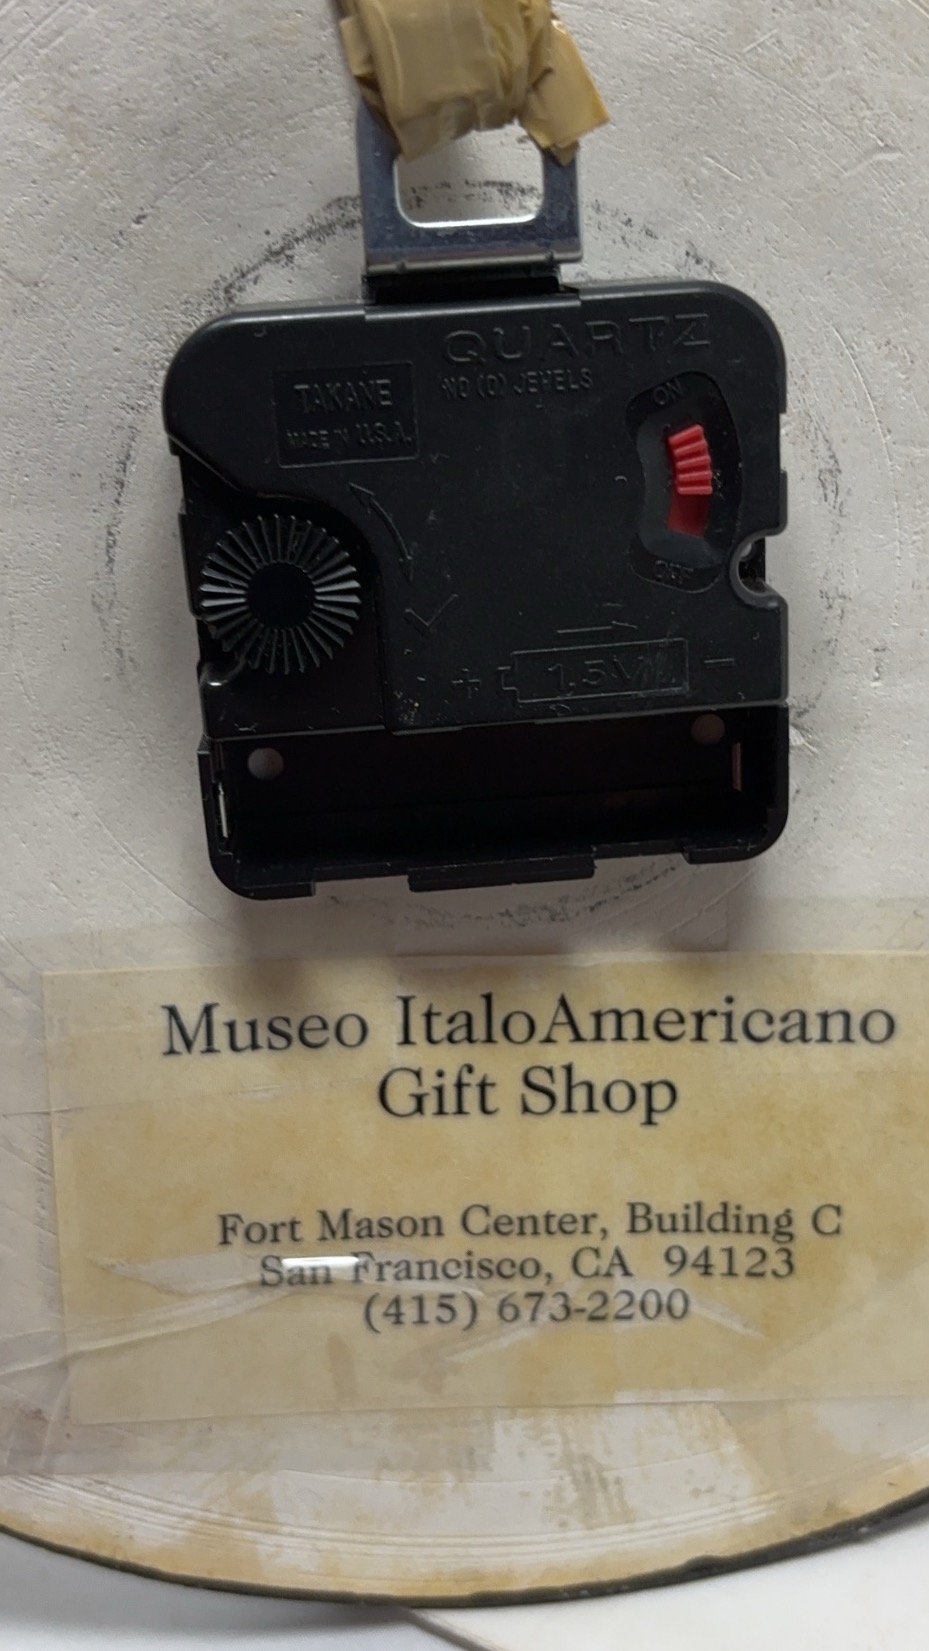 QUARTZ
NO (0) JEWELS
TAKANE
MADE IN U.S.A.
ON
OFF
+ 1.5V -
Museo ItaloAmericano
Gift Shop
Fort Mason Center, Building C
San Francisco, CA 94123
(415) 673-2200